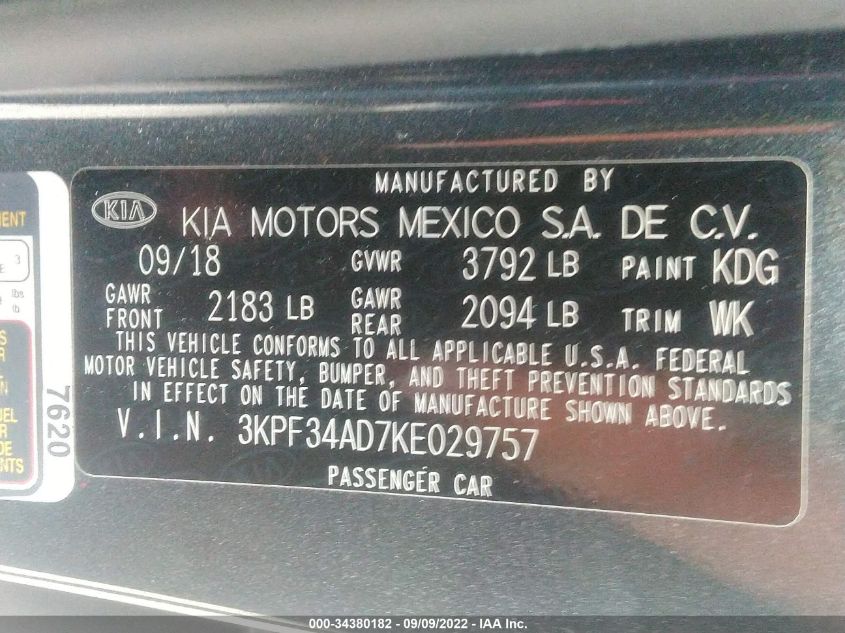 MANUFACTURED BY
KIA KIA MOTORS MEXICO S.A. DE C.V.
09/18 GVWR 3792 LB PAINT KDG
GAWR FRONT 2183 LB GAWR REAR 2094 LB TRIM WK
THIS VEHICLE CONFORMS TO ALL APPLICABLE U.S.A. FEDERAL
MOTOR VEHICLE SAFETY, BUMPER, AND THEFT PREVENTION STANDARDS
IN EFFECT ON THE DATE OF MANUFACTURE SHOWN ABOVE.
V.I.N. 3KPF34AD7KE029757
PASSENGER CAR
7620
3
lbs
lb
000-34380182 - 09/09/2022 - IAA Inc.